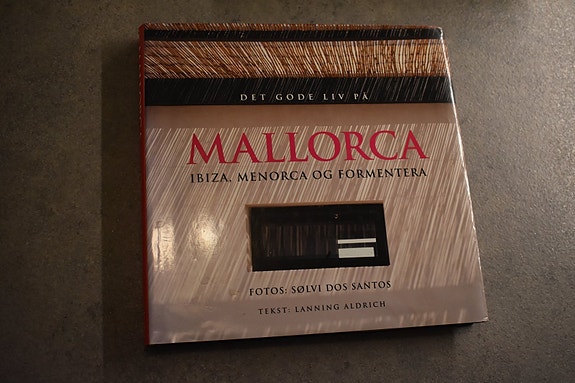 DET GODE LIV PÅ
MALLORCA
IBIZA, MENORCA OG FORMENTERA
FOTOS: SØLVI DOS SANTOS
TEKST: LANNING ALDRICH